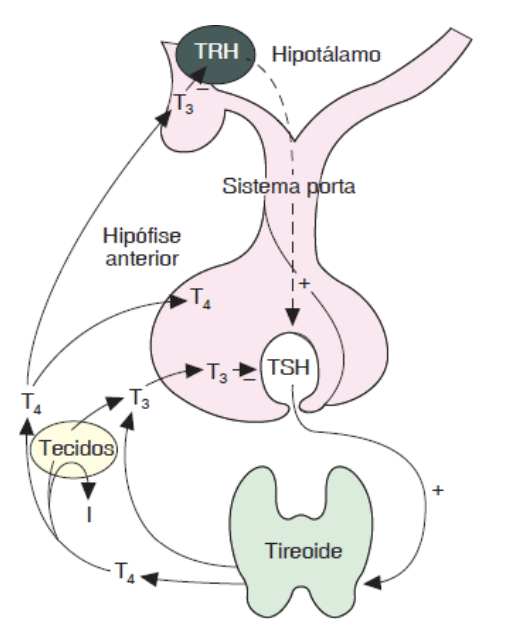 TRH
Hipotálamo
T3
–
Sistema porta
Hipófise
anterior
+
T4
T3
–
TSH
T4
T3
Tecidos
I
+
Tireoide
T4